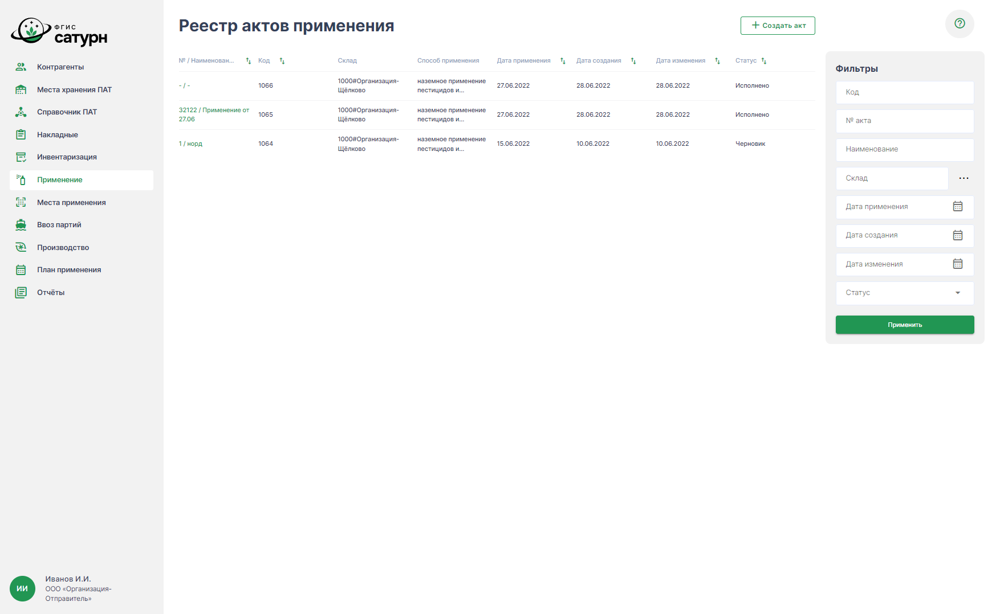 ФГИС
сатурн
Контрагенты
Места хранения ПАТ
Справочник ПАТ
Накладные
Инвентаризация
Применение
Места применения
Ввоз партий
Производство
План применения
Отчёты
ИИ
Иванов И.И.
ООО «Организация-
Отправитель»
Реестр актов применения
Создать акт
№ / Наименован... Код Склад Способ применения Дата применения Дата создания Дата изменения Статус
- / - 1066 1000#Организация- наземное применение 27.06.2022 28.06.2022 28.06.2022 Исполнено
Щёлково пестицидов и...
32122 / Применение от 1065 1000#Организация- наземное применение 27.06.2022 28.06.2022 28.06.2022 Исполнено
27.06 Щёлково пестицидов и...
1 / норд 1064 1000#Организация- наземное применение 15.06.2022 10.06.2022 10.06.2022 Черновик
Щёлково пестицидов и...
Фильтры
Код
№ акта
Наименование
Склад ...
Дата применения
Дата создания
Дата изменения
Статус
Применить